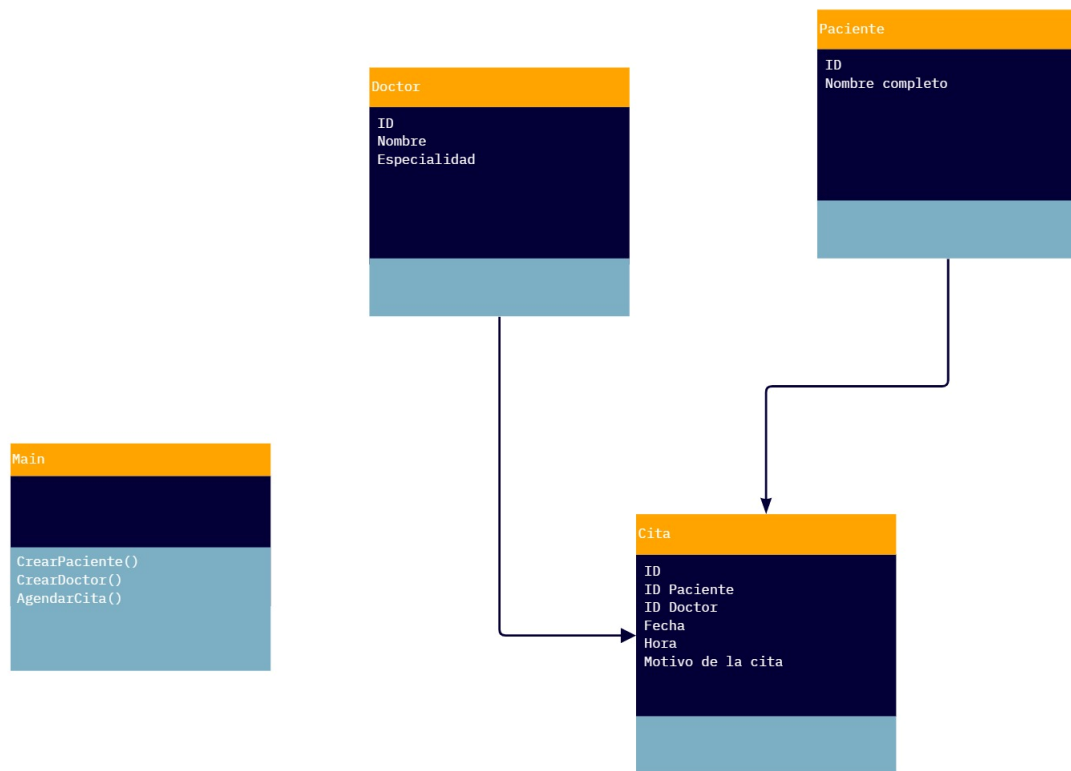 Paciente
ID
Nombre completo
Doctor
ID
Nombre
Especialidad
Main
CrearPaciente()
CrearDoctor()
AgendarCita()
Cita
ID
ID Paciente
ID Doctor
Fecha
Hora
Motivo de la cita